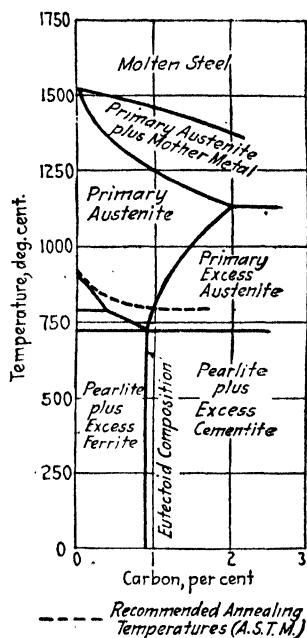 1750
Molten Steel
1500
Primary Austenite
plus Mother Metal
1250
Primary
Austenite
1000
Primary
Excess
Austenite
750
Pearlite
plus
Excess
Ferrite
Eutectoid Composition
Pearlite
plus
Excess
Cementite
500
250
0
Temperature, deg. cent.
0 1 2 3
Carbon, per cent
Recommended Annealing
Temperatures (A.S.T.M.)